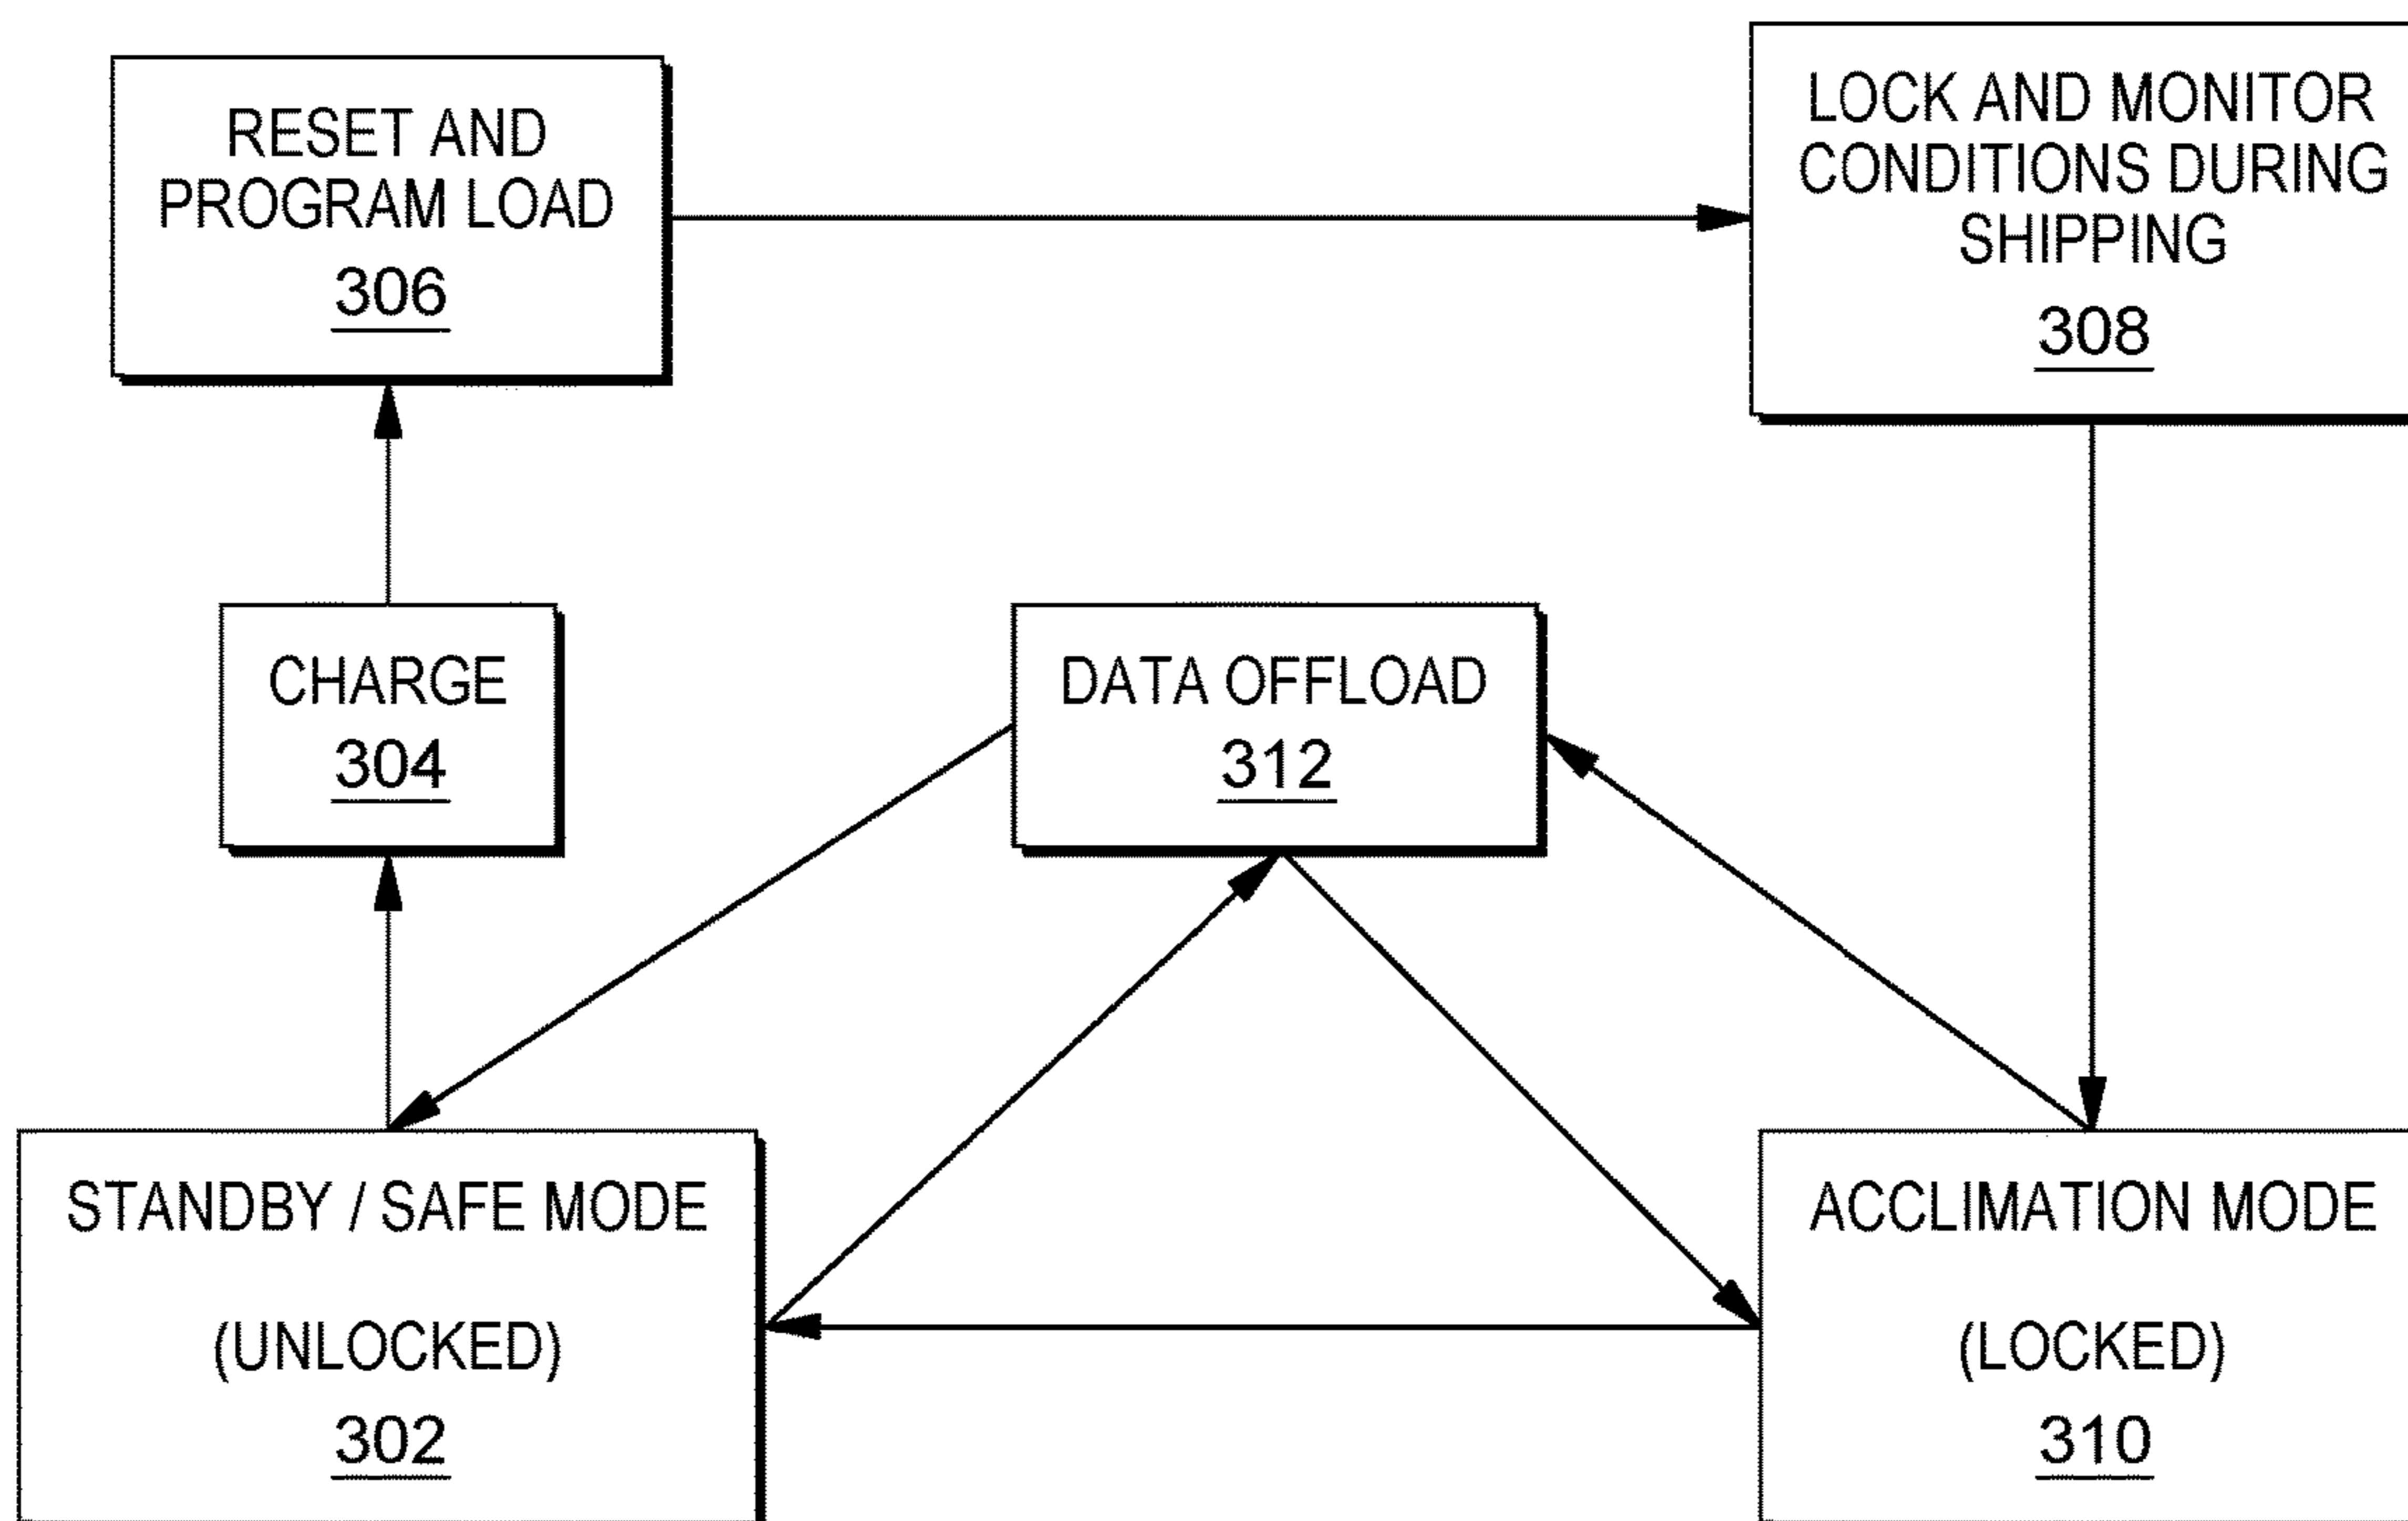 RESET AND
PROGRAM LOAD
306
LOCK AND MONITOR
CONDITIONS DURING
SHIPPING
308
CHARGE
304
DATA OFFLOAD
312
STANDBY / SAFE MODE
(UNLOCKED)
302
ACCLIMATION MODE
(LOCKED)
310